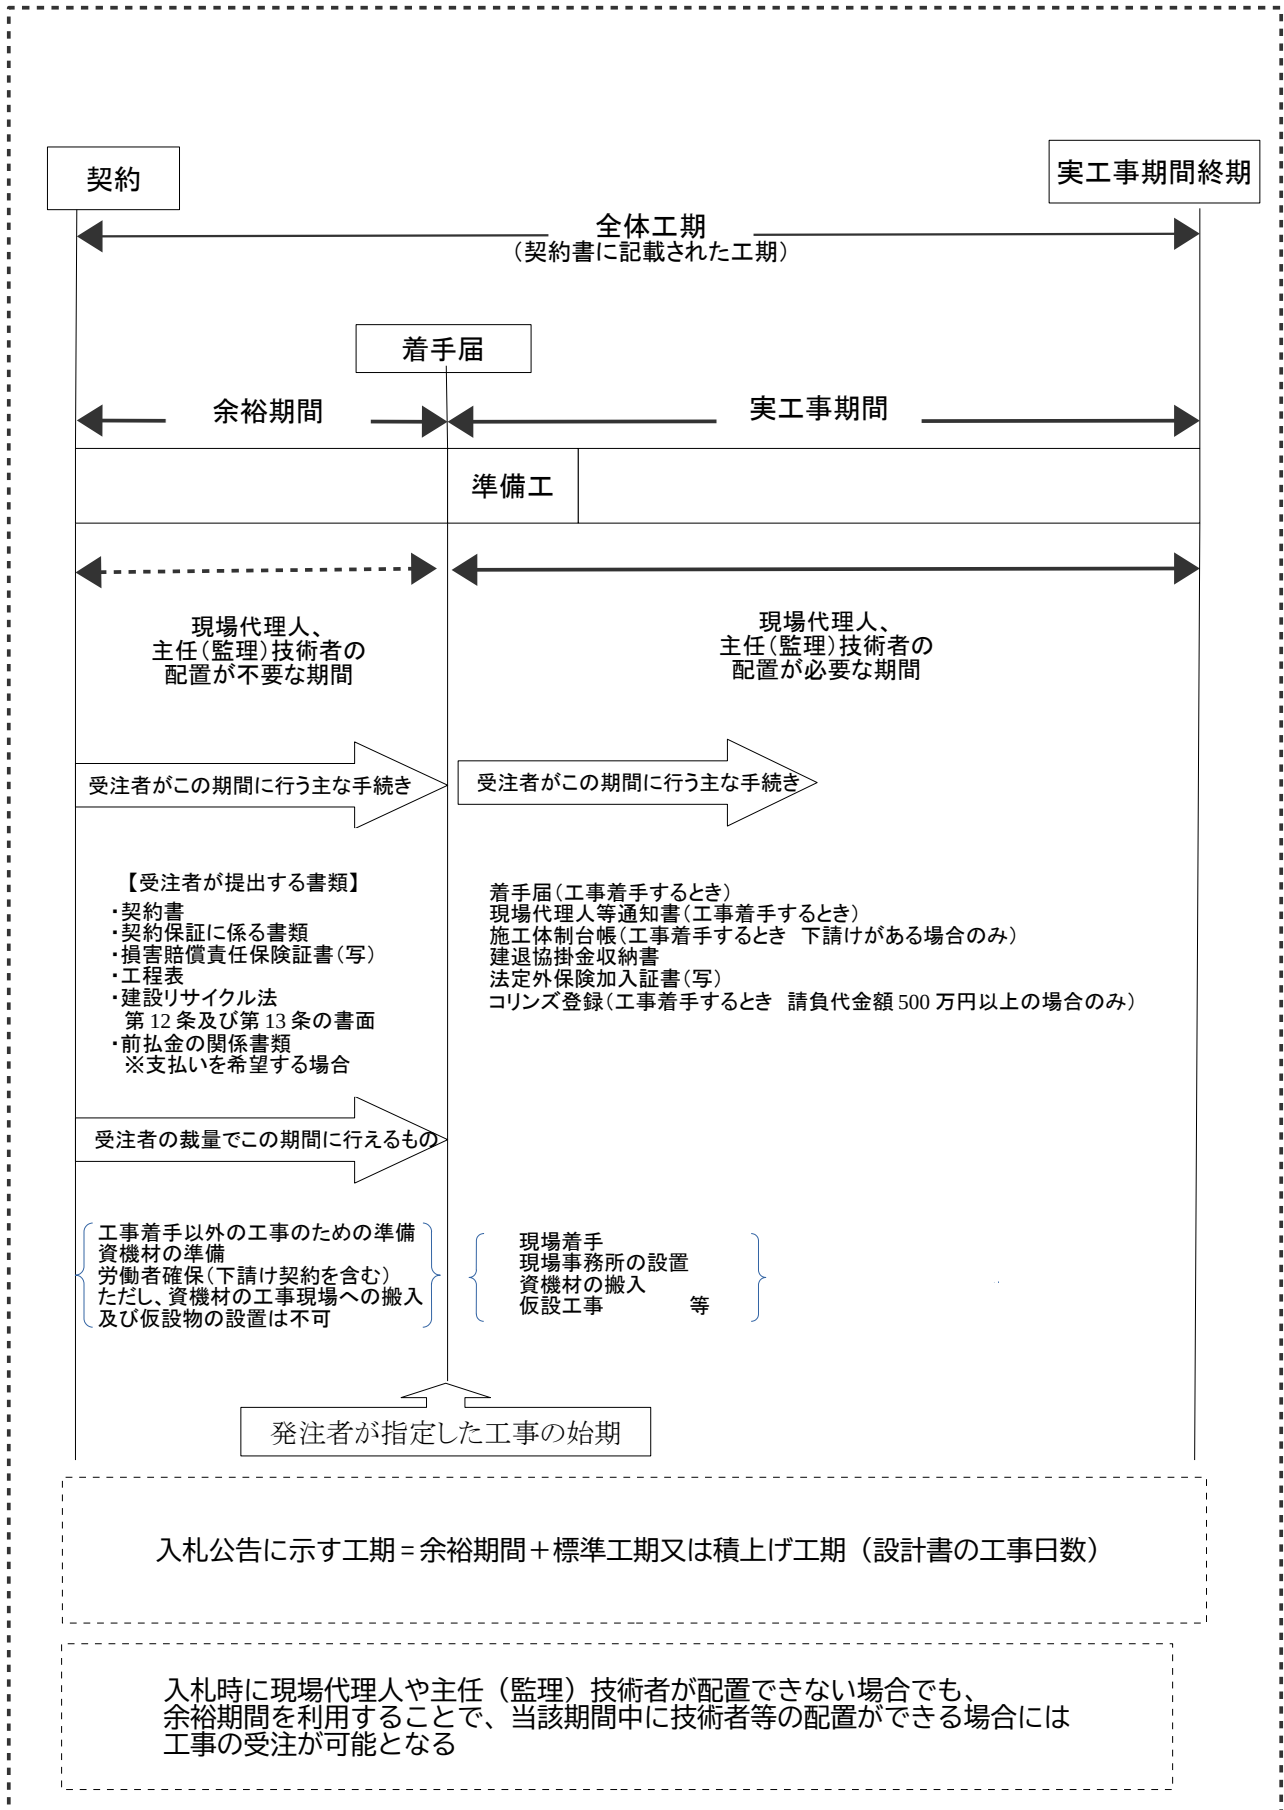 契約
実工事期間終期
全体工期
（契約書に記載された工期）
着手届
余裕期間
実工事期間
準備工
現場代理人、
主任（監理）技術者の
配置が不要な期間
現場代理人、
主任（監理）技術者の
配置が必要な期間
受注者がこの期間に行う主な手続き
受注者がこの期間に行う主な手続き
【受注者が提出する書類】
・契約書
・契約保証に係る書類
・損害賠償責任保険証書（写）
・工程表
・建設リサイクル法
第12条及び第13条の書面
・前払金の関係書類
※支払いを希望する場合
着手届（工事着手するとき）
現場代理人等通知書（工事着手するとき）
施工体制台帳（工事着手するとき　下請けがある場合のみ）
建退協掛金収納書
法定外保険加入証書（写）
コリンズ登録（工事着手するとき　請負代金額500万円以上の場合のみ）
受注者の裁量でこの期間に行えるもの
工事着手以外の工事のための準備
資機材の準備
労働者確保（下請け契約を含む）
ただし、資機材の工事現場への搬入
及び仮設物の設置は不可
現場着手
現場事務所の設置
資機材の搬入
仮設工事　　　　等
発注者が指定した工事の始期
入札公告に示す工期＝余裕期間＋標準工期又は積上げ工期（設計書の工事日数）
入札時に現場代理人や主任（監理）技術者が配置できない場合でも、
余裕期間を利用することで、当該期間中に技術者等の配置ができる場合には
工事の受注が可能となる